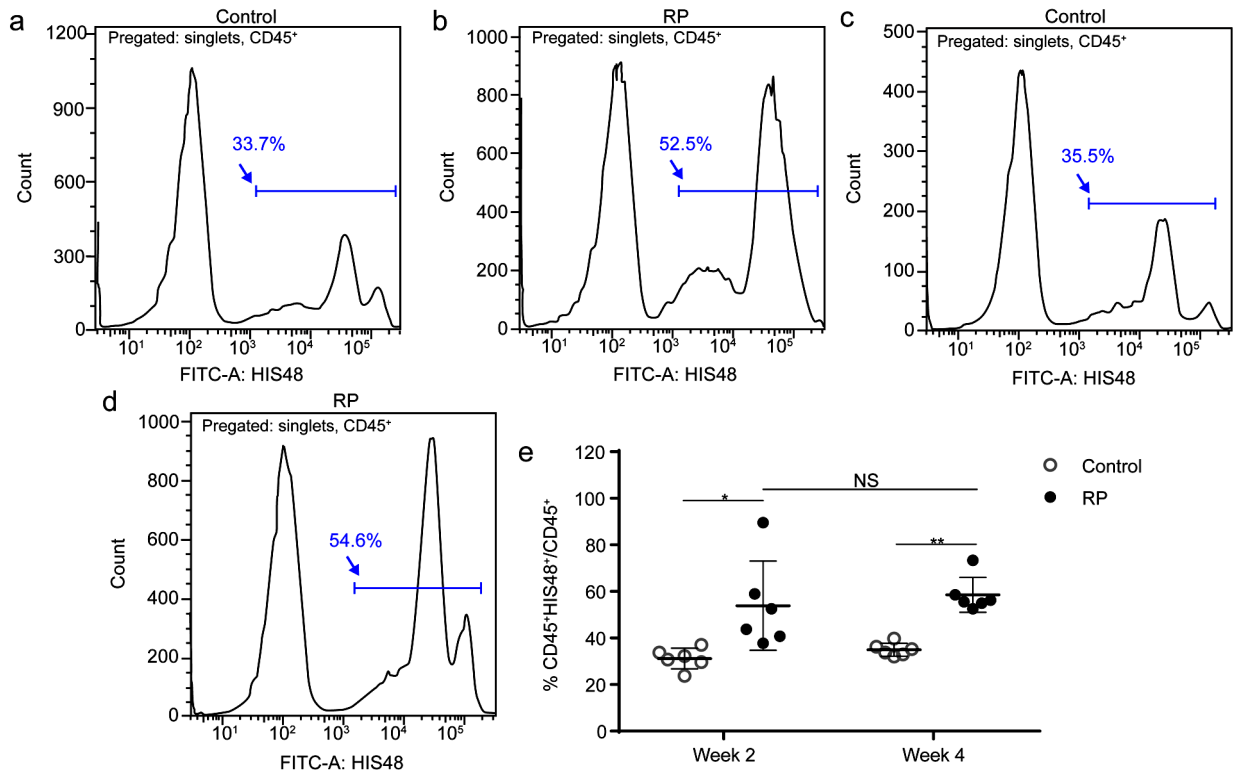 a
Control
Pregated: singlets, CD45⁺
33.7%
Count
1200
900
600
300
0
10¹ 10² 10³ 10⁴ 10⁵
FITC-A: HIS48
b
RP
Pregated: singlets, CD45⁺
52.5%
Count
1000
800
600
400
200
0
10¹ 10² 10³ 10⁴ 10⁵
FITC-A: HIS48
c
Control
Pregated: singlets, CD45⁺
35.5%
Count
500
400
300
200
100
0
10¹ 10² 10³ 10⁴ 10⁵
FITC-A: HIS48
d
RP
Pregated: singlets, CD45⁺
54.6%
Count
1000
800
600
400
200
0
10¹ 10² 10³ 10⁴ 10⁵
FITC-A: HIS48
e
% CD45⁺HIS48⁺/CD45⁺
120
100
80
60
40
20
0
*
NS
**
Week 2 Week 4
Control
RP